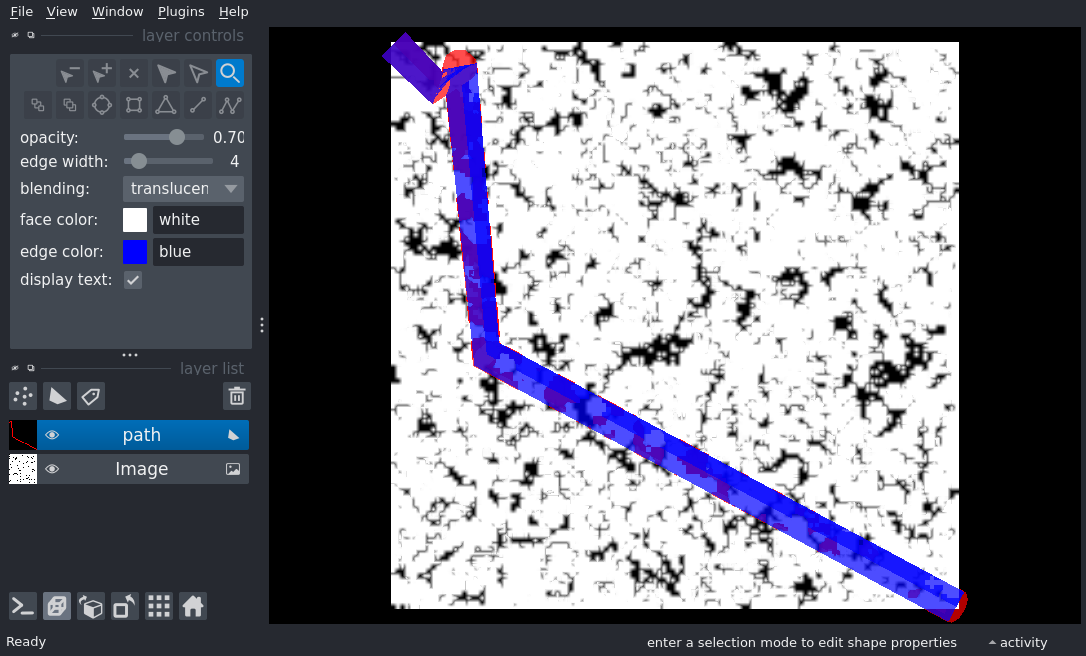 File View Window Plugins Help
layer controls
opacity: 0.70
edge width: 4
blending: translucen
face color: white
edge color: blue
display text:
layer list
path
Image
Ready
enter a selection mode to edit shape properties
activity